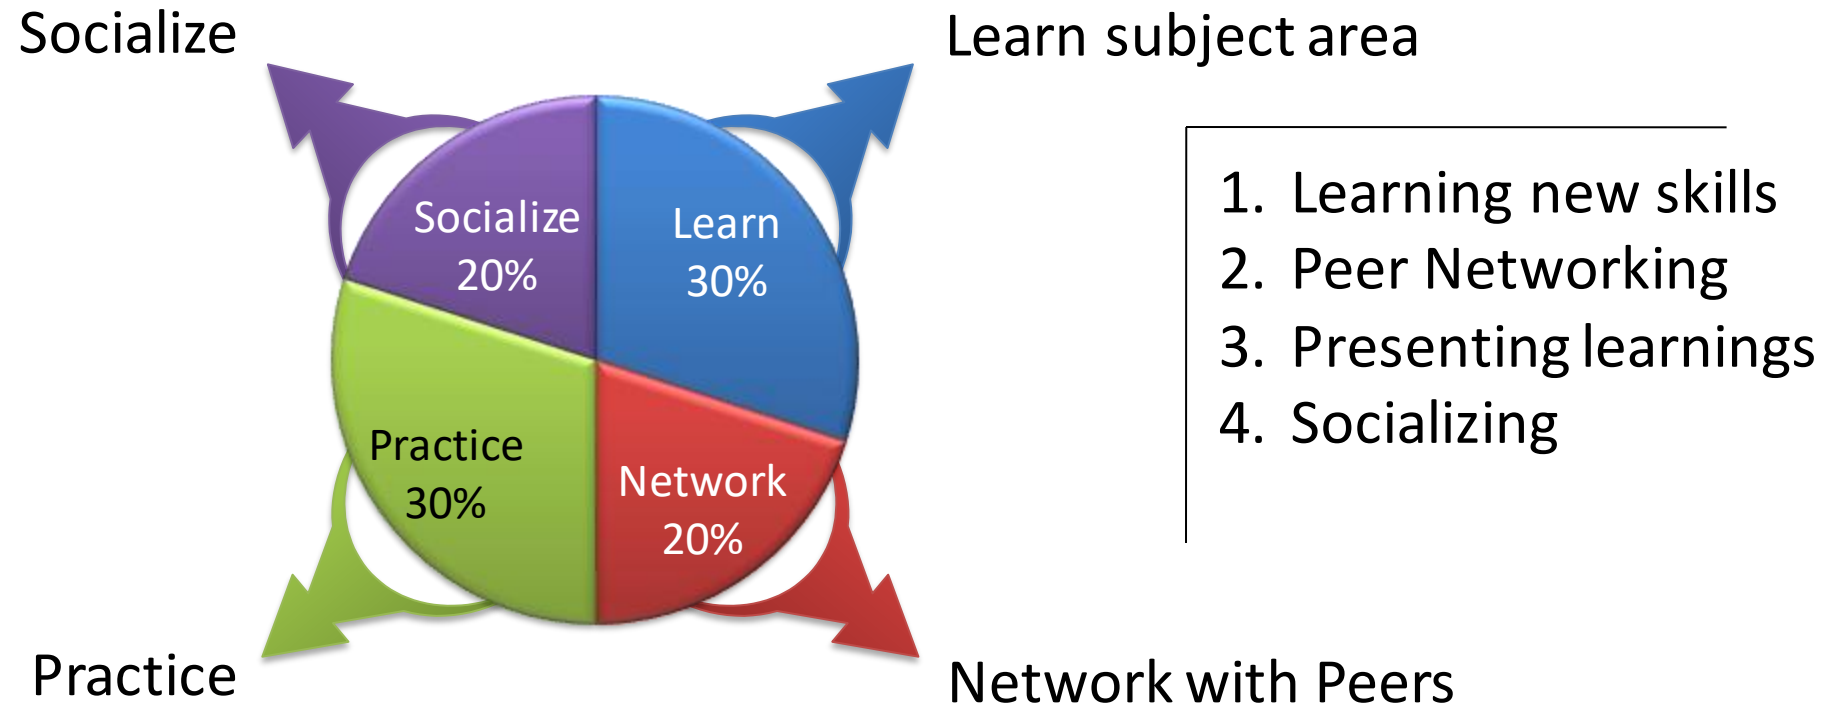 Socialize
Learn subject area
Socialize
20%
Learn
30%
Practice
30%
Network
20%
Practice
Network with Peers
1. Learning new skills
2. Peer Networking
3. Presenting learnings
4. Socializing